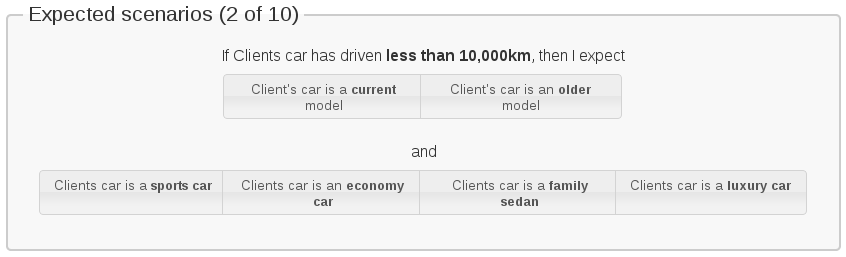 Expected scenarios (2 of 10)
If Clients car has driven less than 10,000km, then I expect
Client's car is a current
model
Client's car is an older
model
and
Clients car is a sports car
Clients car is an economy
car
Clients car is a family
sedan
Clients car is a luxury car